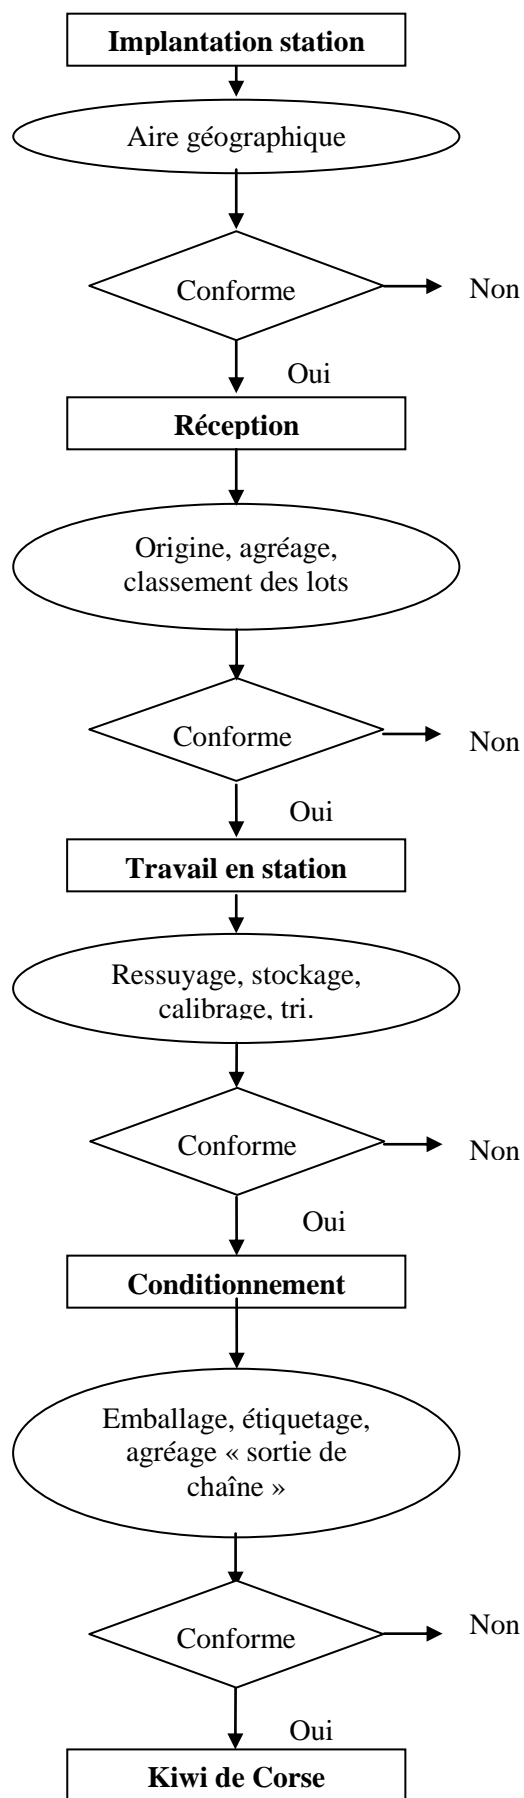 Implantation station
Aire géographique
Conforme
Non
Oui
Réception
Origine, agréage,
classement des lots
Conforme
Non
Oui
Travail en station
Ressuyage, stockage,
calibrage, tri.
Conforme
Non
Oui
Conditionnement
Emballage, étiquetage,
agréage « sortie de
chaîne »
Conforme
Non
Oui
Kiwi de Corse